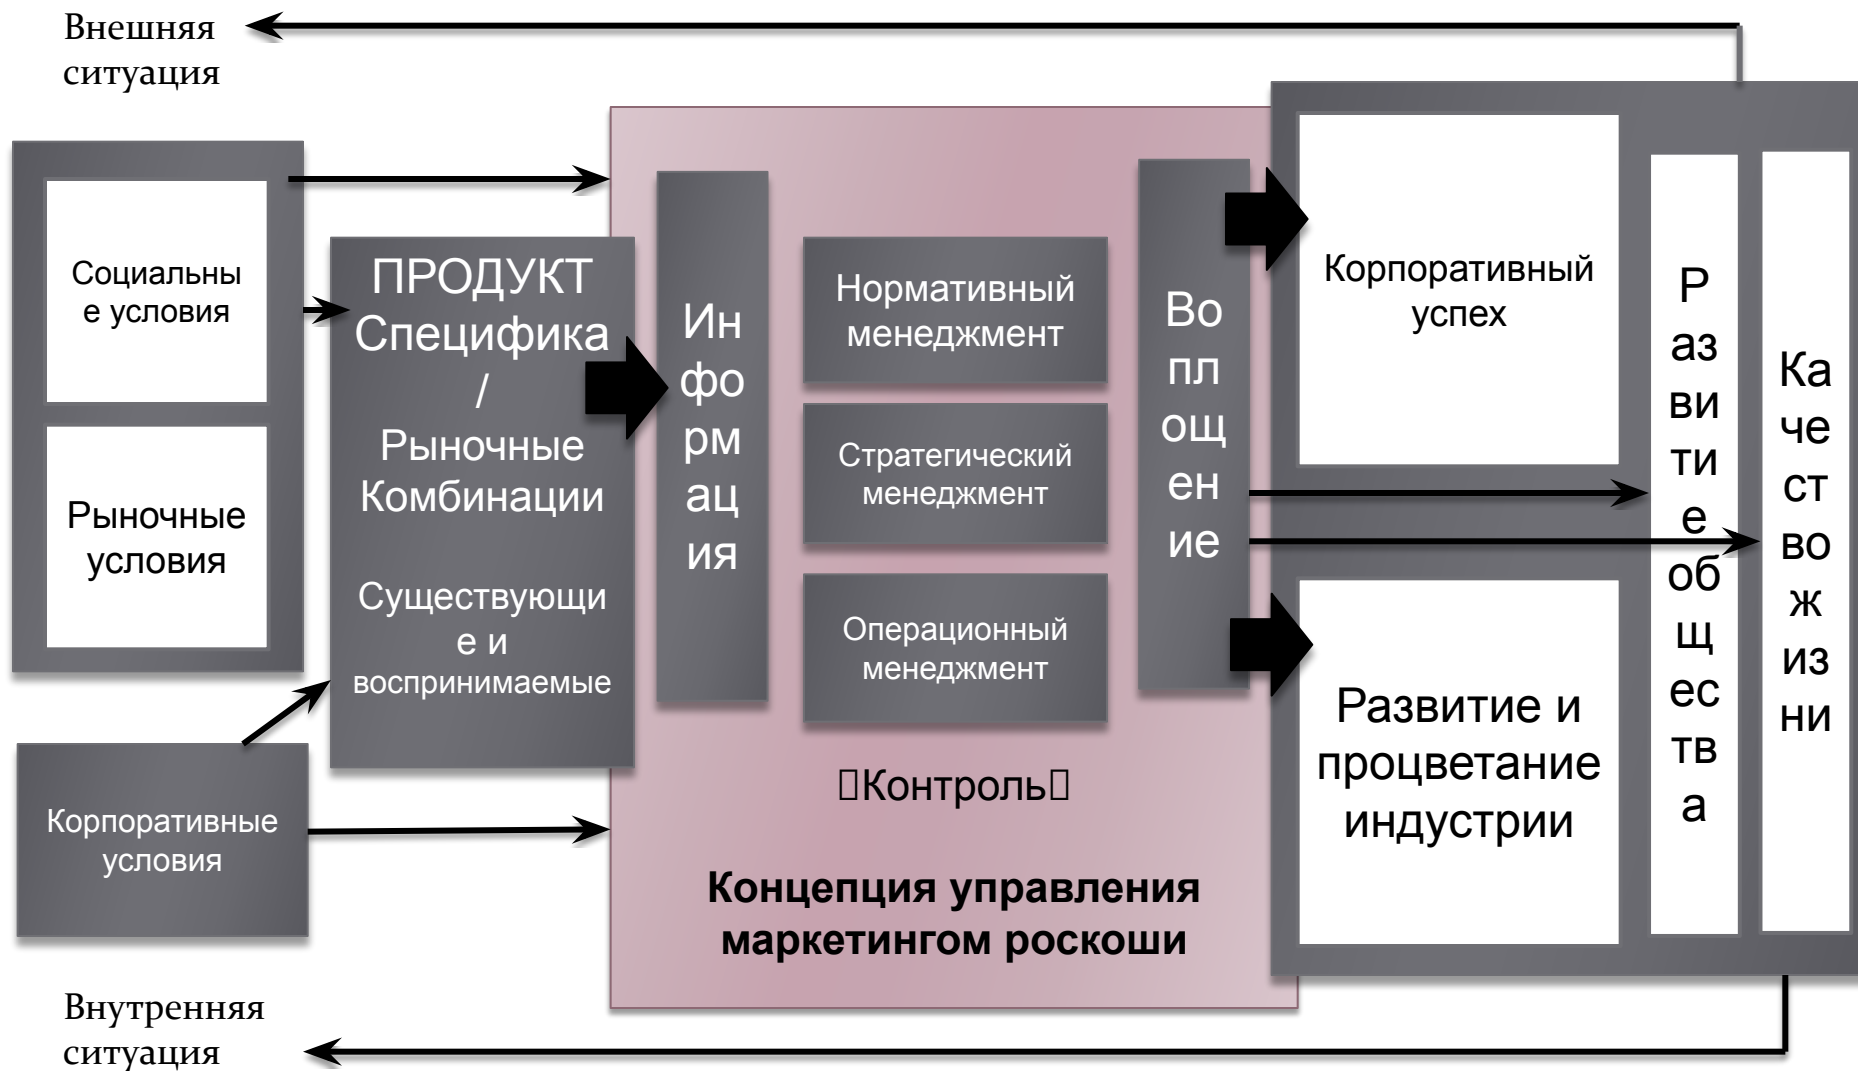 Внешняя
ситуация
Социальны
е условия
Рыночные
условия
Корпоративные
условия
Внутренняя
ситуация
ПРОДУКТ
Специфика
/
Рыночные
Комбинации
Существующи
е и
воспринимаемые
Ин
фо
рм
ац
ия
Нормативный
менеджмент
Стратегический
менеджмент
Операционный
менеджмент
Контроль
Концепция управления
маркетингом роскоши
Во
пл
ощ
ен
ие
Корпоративный
успех
Развитие и
процветание
индустрии
Р
аз
ви
ти
е
об
щ
ес
тв
а
Ка
че
ст
во
ж
из
ни